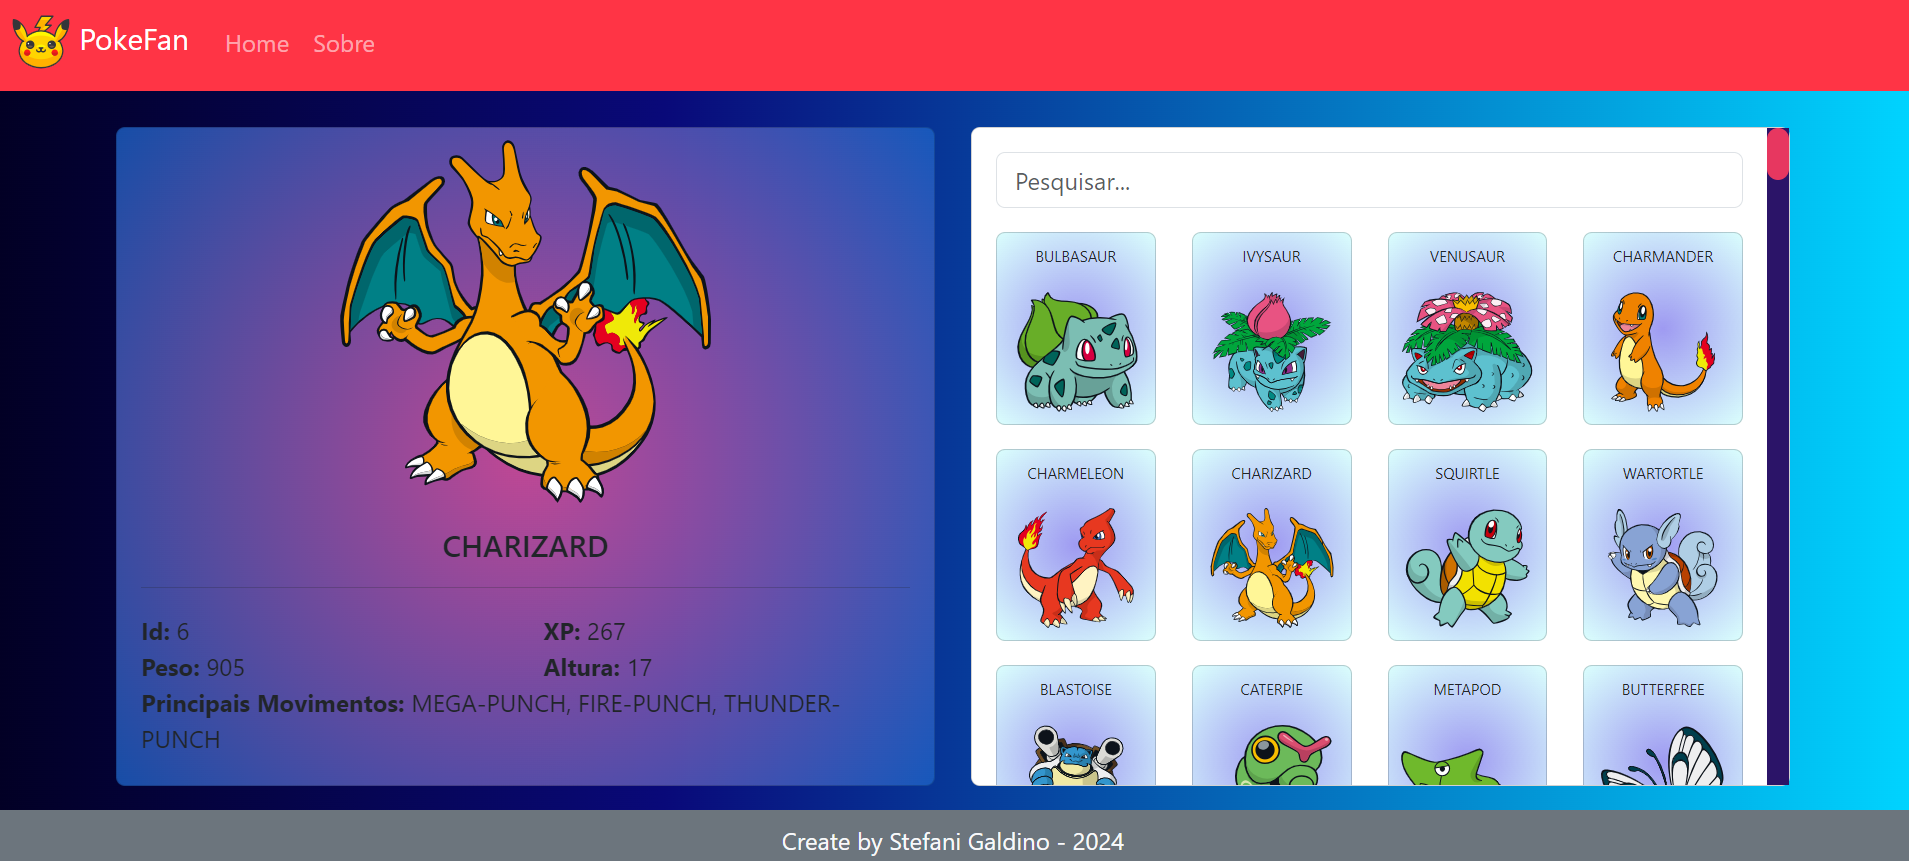 PokeFan
Home
Sobre
CHARIZARD
Id: 6
XP: 267
Peso: 905
Altura: 17
Principais Movimentos: MEGA-PUNCH, FIRE-PUNCH, THUNDER-
PUNCH
Pesquisar...
BULBASAUR
IVYSAUR
VENUSAUR
CHARMANDER
CHARMELEON
CHARIZARD
SQUIRTLE
WARTORTLE
BLASTOISE
CATERPIE
METAPOD
BUTTERFREE
Create by Stefani Galdino - 2024